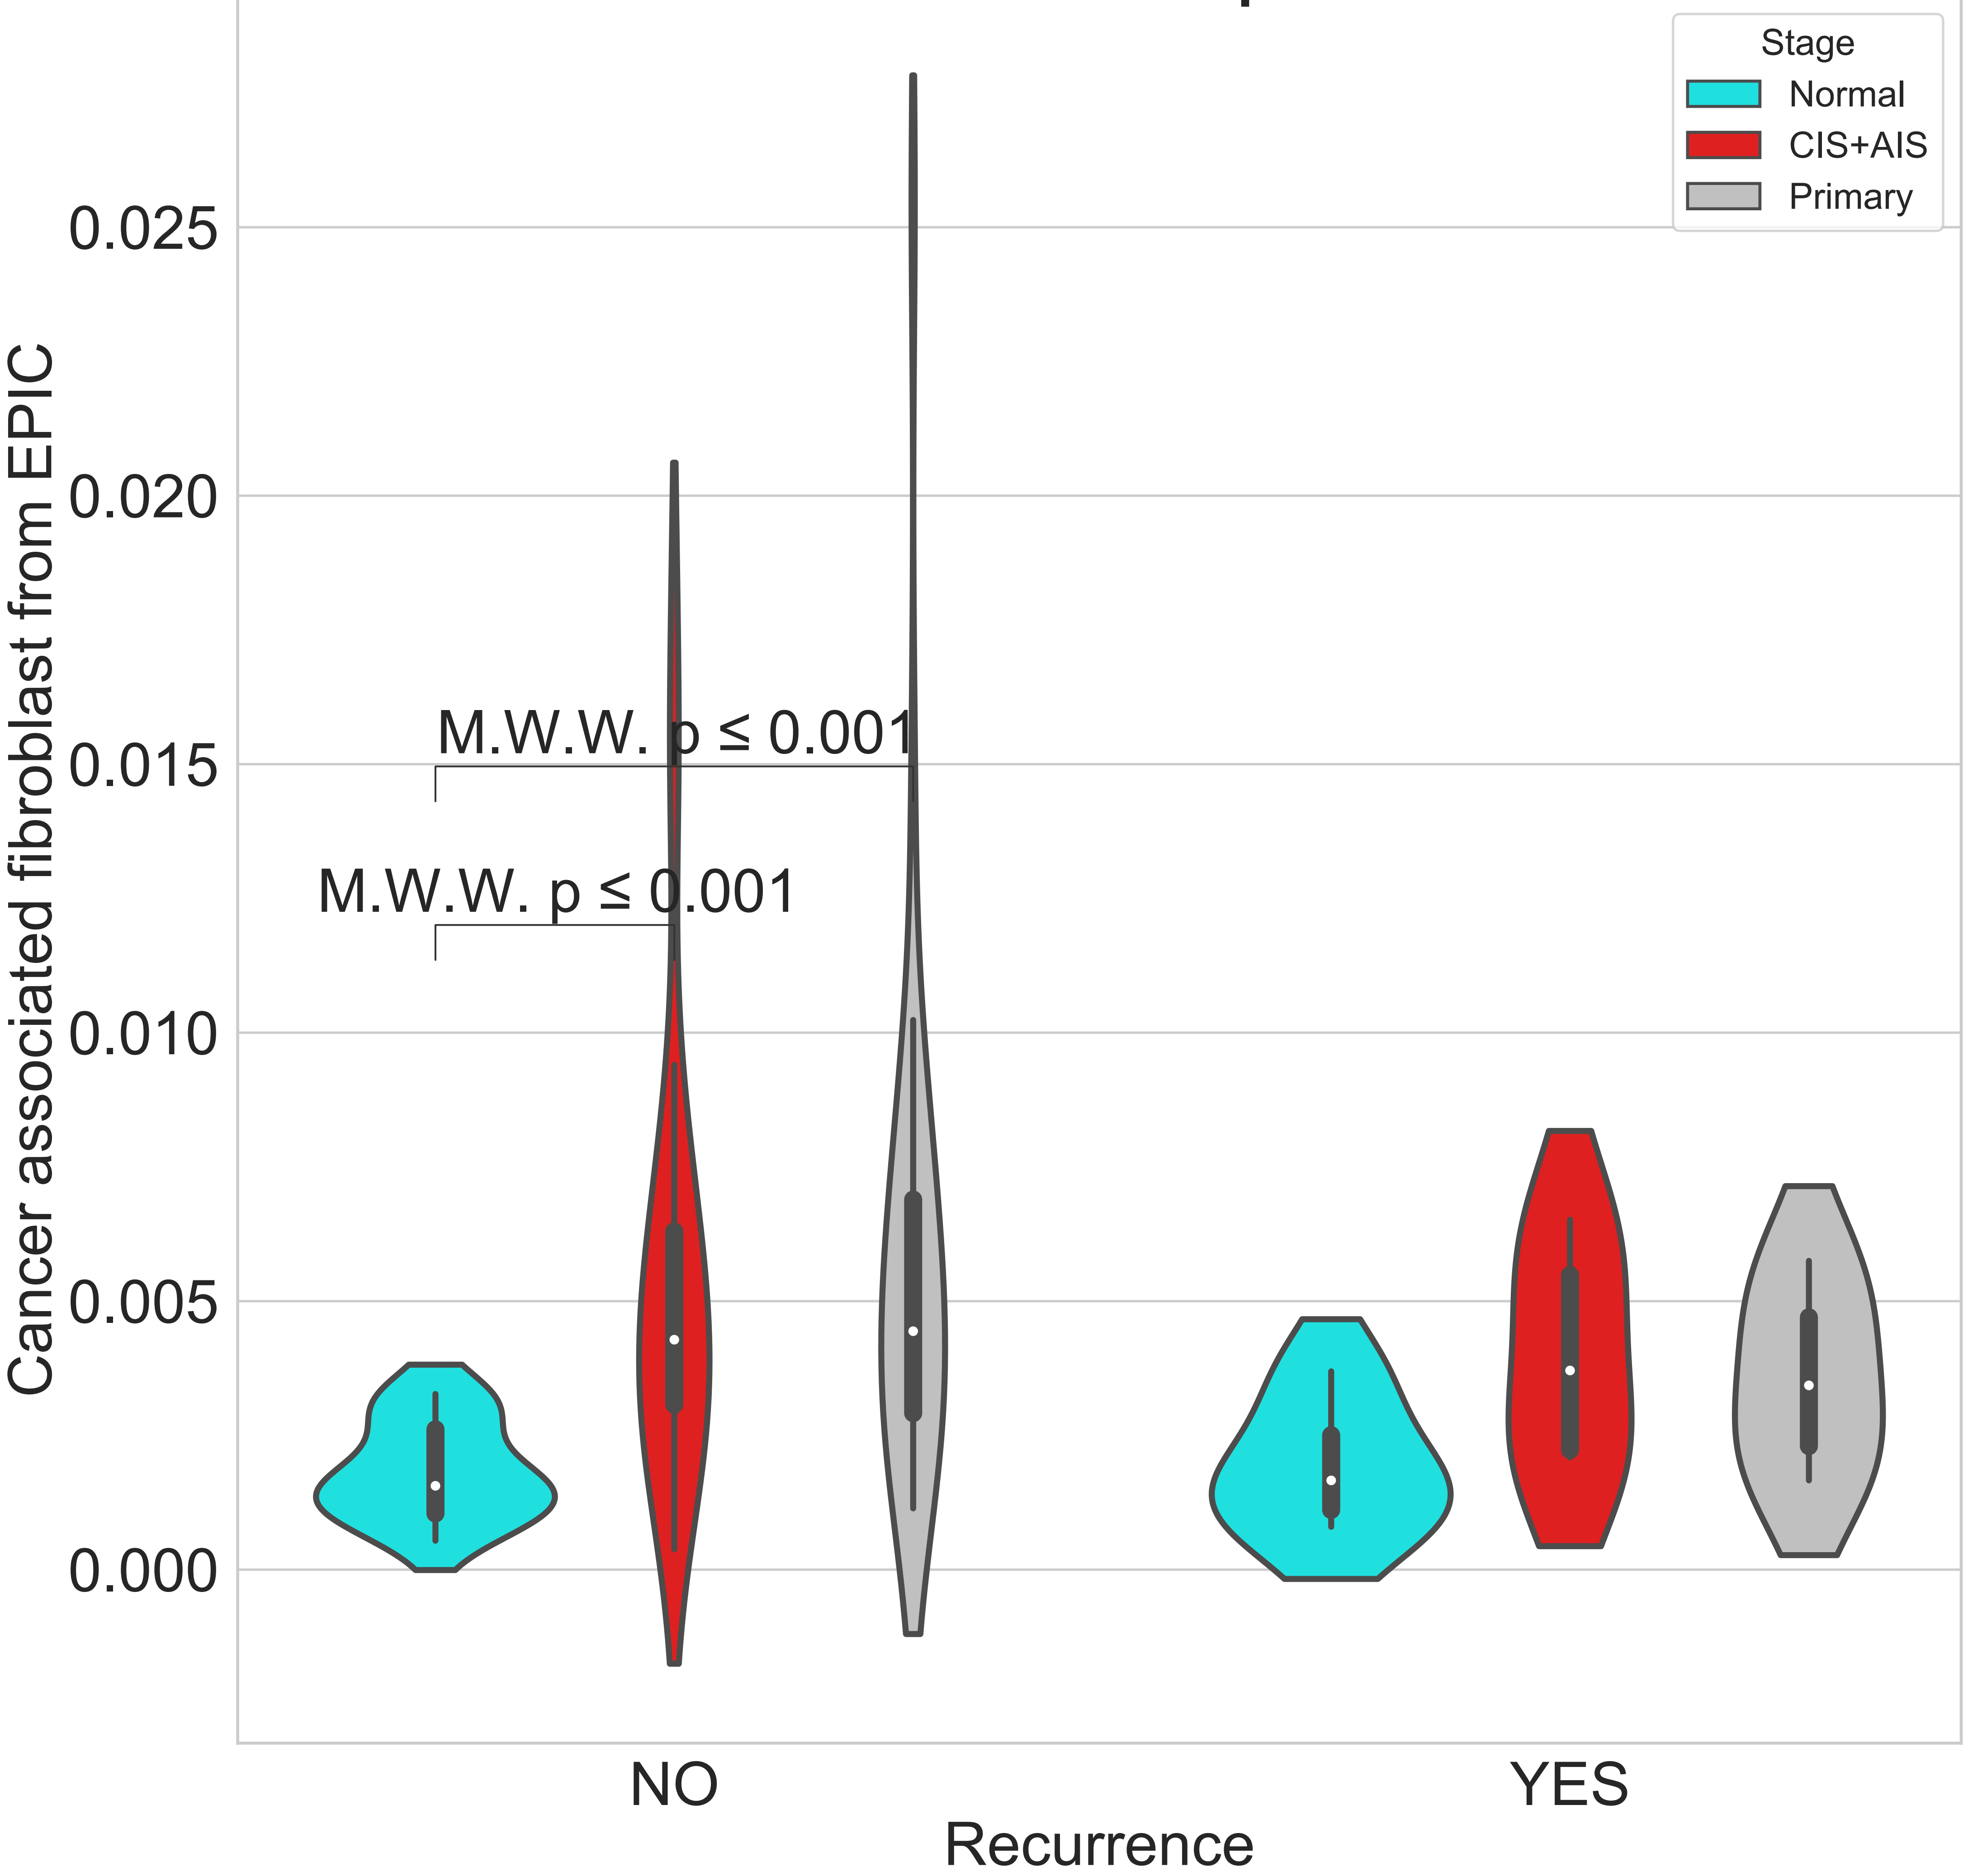 Stage
Normal
CIS+AIS
Primary
Cancer associated fibroblast from EPIC
0.025
0.020
0.015
0.010
0.005
0.000
M.W.W. p ≤ 0.001
M.W.W. p ≤ 0.001
NO
YES
Recurrence